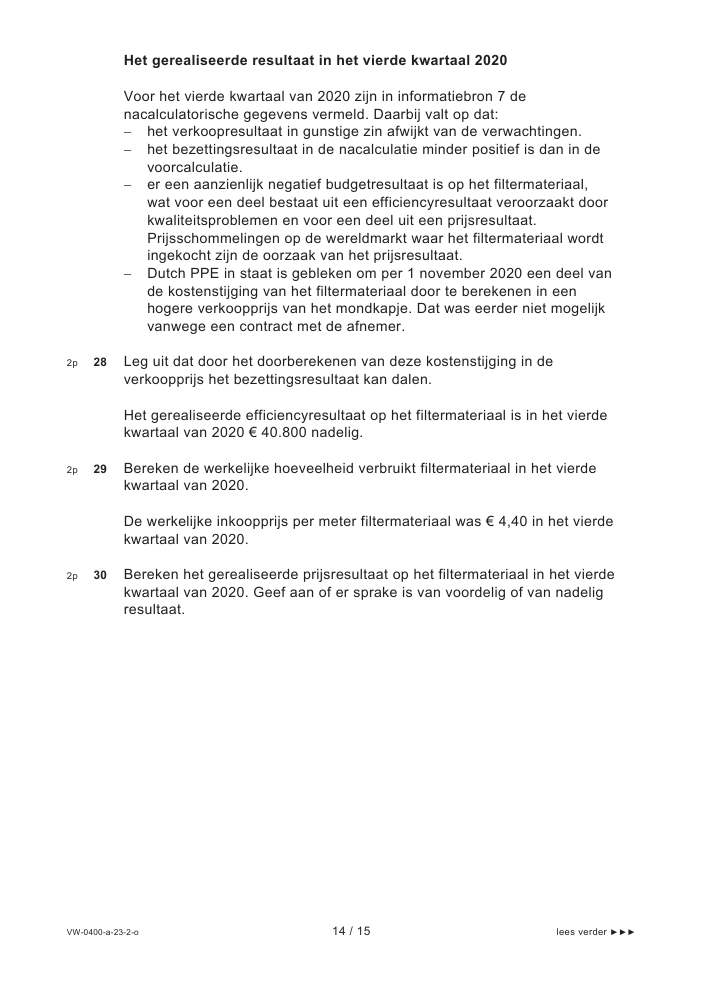 Het gerealiseerde resultaat in het vierde kwartaal 2020
Voor het vierde kwartaal van 2020 zijn in informatiebron 7 de
nacalculatorische gegevens vermeld. Daarbij valt op dat:
– het verkoopresultaat in gunstige zin afwijkt van de verwachtingen.
– het bezettingsresultaat in de nacalculatie minder positief is dan in de
voorcalculatie.
– er een aanzienlijk negatief budgetresultaat is op het filtermateriaal,
wat voor een deel bestaat uit een efficiencyresultaat veroorzaakt door
kwaliteitsproblemen en voor een deel uit een prijsresultaat.
Prijsschommelingen op de wereldmarkt waar het filtermateriaal wordt
ingekocht zijn de oorzaak van het prijsresultaat.
– Dutch PPE in staat is gebleken om per 1 november 2020 een deel van
de kostenstijging van het filtermateriaal door te berekenen in een
hogere verkoopprijs van het mondkapje. Dat was eerder niet mogelijk
vanwege een contract met de afnemer.
2p 28 Leg uit dat door het doorberekenen van deze kostenstijging in de
verkoopprijs het bezettingsresultaat kan dalen.
Het gerealiseerde efficiencyresultaat op het filtermateriaal is in het vierde
kwartaal van 2020 € 40.800 nadelig.
2p 29 Bereken de werkelijke hoeveelheid verbruikt filtermateriaal in het vierde
kwartaal van 2020.
De werkelijke inkoopprijs per meter filtermateriaal was € 4,40 in het vierde
kwartaal van 2020.
2p 30 Bereken het gerealiseerde prijsresultaat op het filtermateriaal in het vierde
kwartaal van 2020. Geef aan of er sprake is van voordelig of van nadelig
resultaat.
VW-0400-a-23-2-o 14 / 15 lees verder ►►►